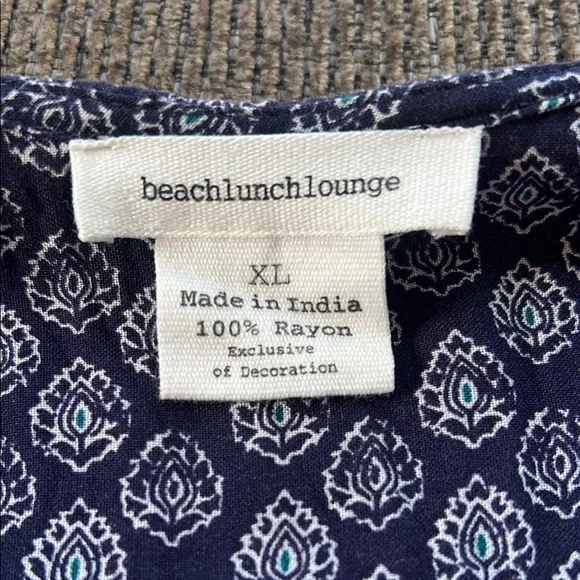 beachlunchlounge
XL
Made in India
100% Rayon
Exclusive
of Decoration